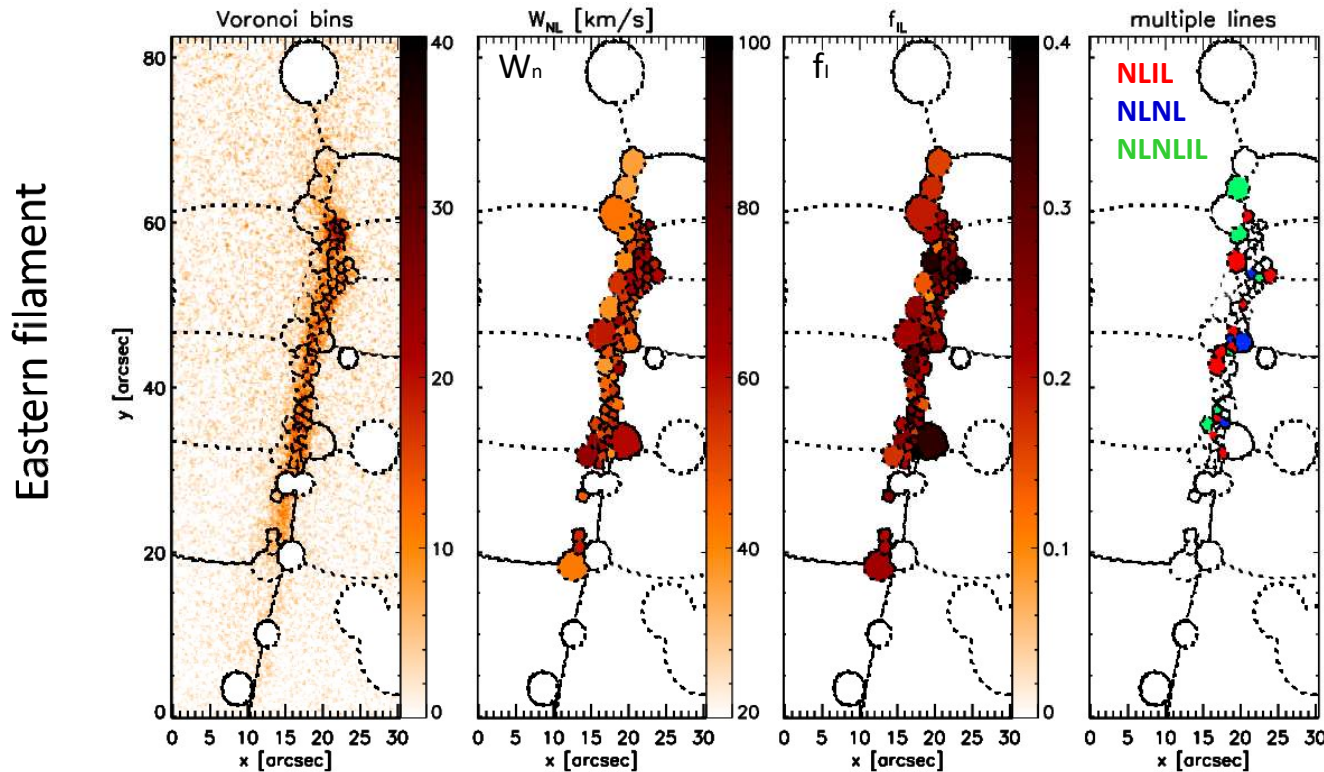 Eastern filament
Voronoi bins
W_NL [km/s]
f_IL
multiple lines
W_n
f_I
NLIL
NLNL
NLNLIL
y [arcsec]
80
60
40
20
0
40
30
20
10
0
100
80
60
40
20
0.4
0.3
0.2
0.1
0
0 5 10 15 20 25 30
0 5 10 15 20 25 30
0 5 10 15 20 25 30
0 5 10 15 20 25 30
x [arcsec]
x [arcsec]
x [arcsec]
x [arcsec]